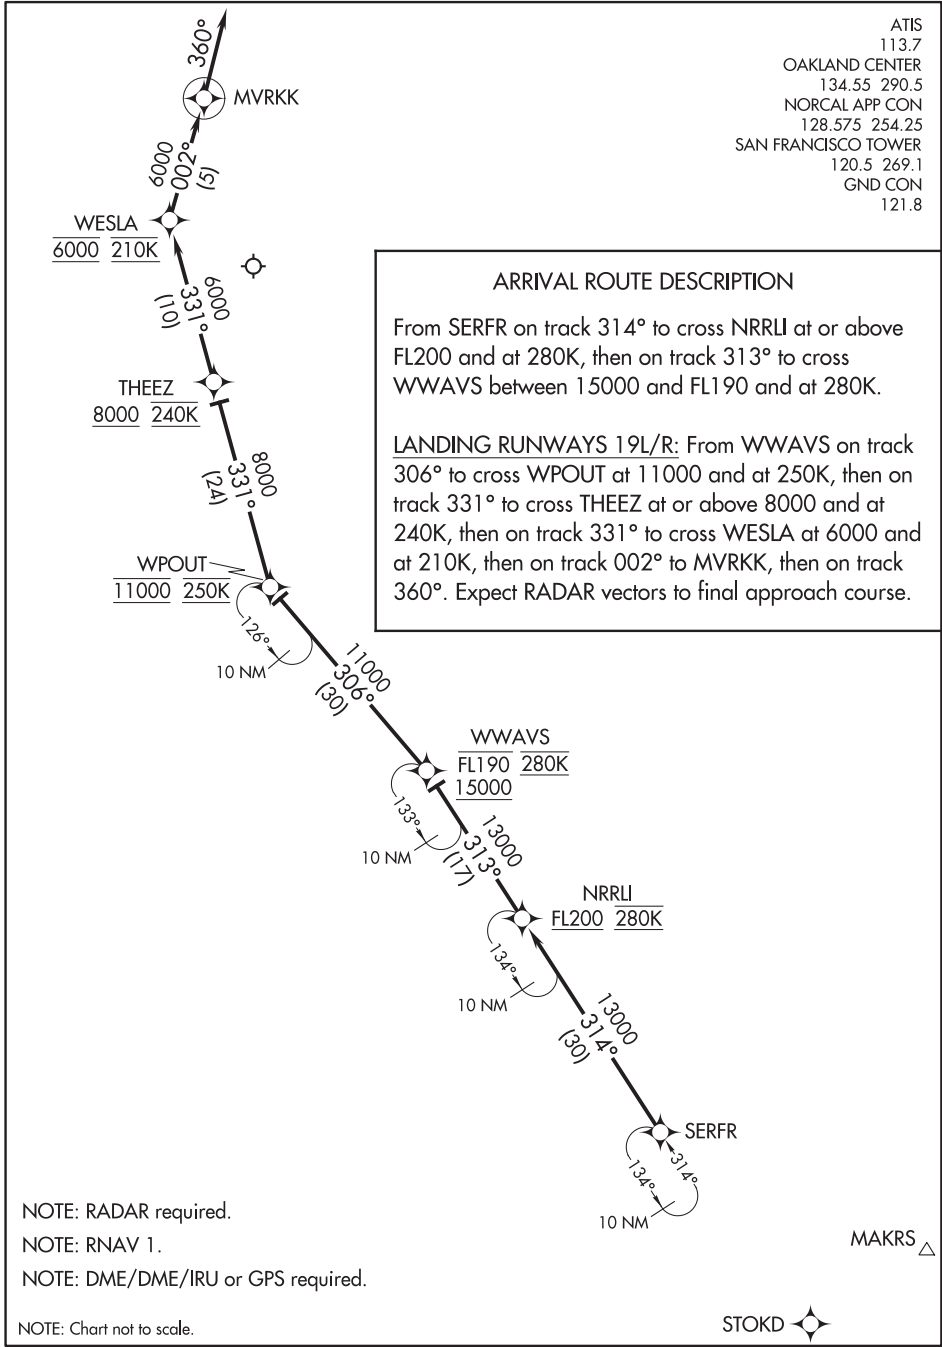 ATIS
113.7
OAKLAND CENTER
134.55 290.5
NORCAL APP CON
128.575 254.25
SAN FRANCISCO TOWER
120.5 269.1
GND CON
121.8
360°
MVRKK
6000
002°
(5)
WESLA
6000 210K
6000
331°
(10)
THEEZ
8000 240K
8000
331°
(24)
WPOUT
11000 250K
126°
10 NM
11000
306°
(30)
WWAVS
FL190 280K
15000
133°
10 NM
13000
313°
(17)
NRRLI
FL200 280K
134°
10 NM
13000
314°
(30)
SERFR
134°
314°
10 NM
MAKRS
STOKD
ARRIVAL ROUTE DESCRIPTION
From SERFR on track 314° to cross NRRLI at or above
FL200 and at 280K, then on track 313° to cross
WWAVS between 15000 and FL190 and at 280K.
LANDING RUNWAYS 19L/R: From WWAVS on track
306° to cross WPOUT at 11000 and at 250K, then on
track 331° to cross THEEZ at or above 8000 and at
240K, then on track 331° to cross WESLA at 6000 and
at 210K, then on track 002° to MVRKK, then on track
360°. Expect RADAR vectors to final approach course.
NOTE: RADAR required.
NOTE: RNAV 1.
NOTE: DME/DME/IRU or GPS required.
NOTE: Chart not to scale.